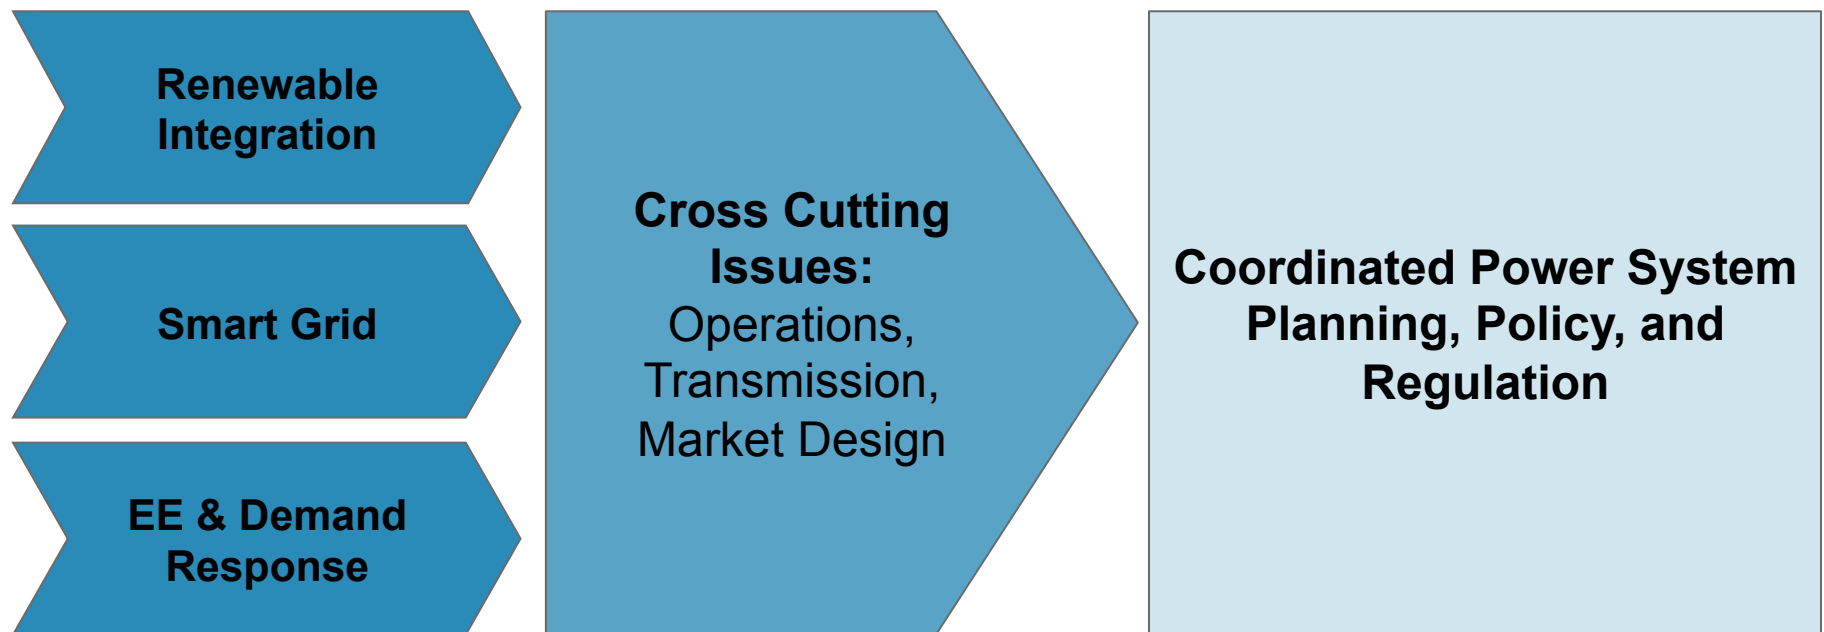 Renewable
Integration
Smart Grid
EE & Demand
Response
Cross Cutting
Issues:
Operations,
Transmission,
Market Design
Coordinated Power System
Planning, Policy, and
Regulation